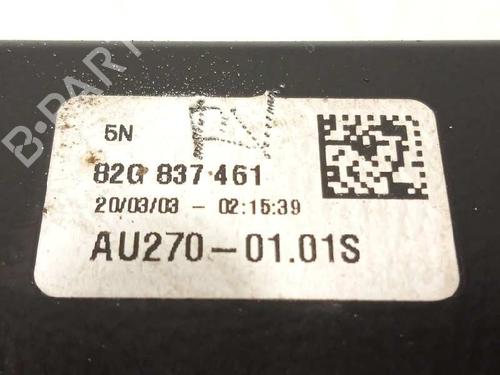 B-PARTS
5N
82G 837 461
20/03/03 - 02:15:39
AU270-01.01S